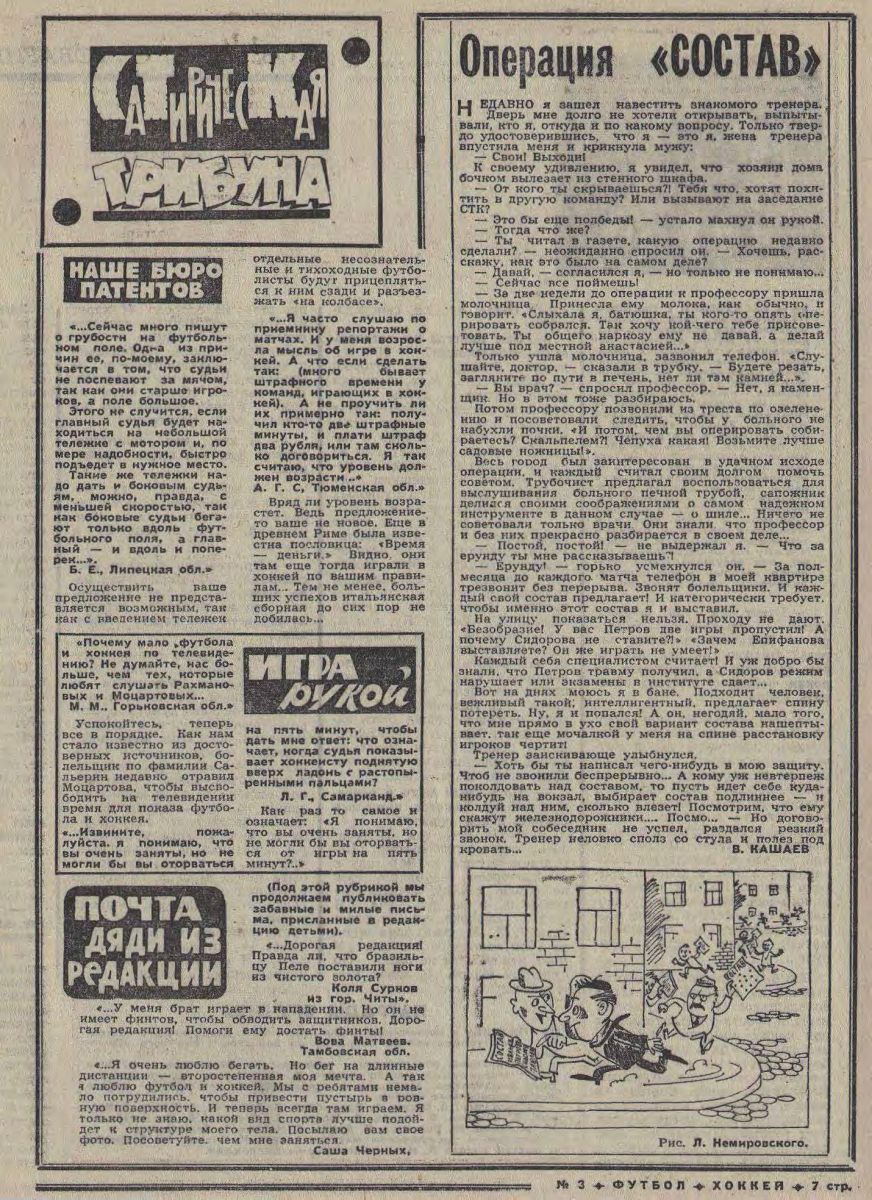 САТИРИЧЕСКАЯ
ТРИБУНА
НАШЕ БЮРО
ПАТЕНТОВ
«...Сейчас много пишут
о грубости на футболь-
ном поле. Одна из при-
чин ее, по-моему, заклю-
чается в том, что судьи
не поспевают за мячом,
так как они старше игро-
ков, а поле большое.
Этого не случится, если
главный судья будет на-
ходиться на небольшой
тележке с мотором и, по
мере надобности, быстро
подъедет в нужное место.
Такие же тележки на-
до дать и боковым судь-
ям, можно, правда, с
меньшей скоростью, так
как боковые судьи бега-
ют только вдоль фут-
больного поля, а глав-
ный — и вдоль и попе-
рек...».
Б. Е., Липецкая обл.»
Осуществить ваше
предложение не предста-
вляется возможным, так
как с введением тележек
отдельные несознатель-
ные и тихоходные футбо-
листы будут прицеплять-
ся к ним сзади и разъез-
жать «на колбасе».
«...Я часто слушаю по
приемнику репортажи о
матчах. И у меня возрос-
ла мысль об игре в хок-
кей. А что если сделать
так: (много бывает
штрафного времени у
команд, играющих в хок-
кей). А не проучить ли
их примерно так: полу-
чил кто-то две штрафные
минуты, и плати штраф
два рубля, или там сколь-
ко договориться. Я так
считаю, что уровень дол-
жен возрасти...»
А. Г. С, Тюменская обл.»
Вряд ли уровень возра-
стет. Ведь предложение-
то ваше не новое. Еще в
древнем Риме была изве-
стна пословица: «Время
— деньги.» Видно, они
там еще тогда играли в
хоккей по вашим прави-
лам... Тем не менее, боль-
ших успехов итальянская
сборная до сих пор не
добилась...
«Почему мало футбола
и хоккея по телевиде-
нию? Не думайте, нас бо-
льше, чем тех, которые
любят слушать Рахмано-
вых и Моцартовых...
М. М., Горьковская обл.»
Успокойтесь, теперь
все в порядке. Как нам
стало известно из досто-
верных источников, бо-
лельщик по фамилии Са-
льерин недавно отравил
Моцартова, чтобы высво-
бодить на телевидении
время для показа футбо-
ла и хоккея.
«...Извините, пожа-
луйста, я понимаю, что
вы очень заняты, но не
могли бы вы оторваться
ИГРА
РУКОЙ
на пять минут, чтобы
дать мне ответ: что озна-
чает, когда судья показы-
вает хоккеисту поднятую
вверх ладонь с растопы-
ренными пальцами?
Л. Г., Самарканд.»
Как раз то самое и
означает: «Я понимаю,
что вы очень заняты, но
не могли бы вы оторвать-
ся от игры на пять
минут?..»
ПОЧТА
ДЯДИ ИЗ
РЕДАКЦИИ
(Под этой рубрикой мы
продолжаем публиковать
забавные и милые пись-
ма, присланные в редак-
цию детьми).
«...Дорогая редакция!
Правда ли, что бразиль-
цу Пеле поставили ноги
из чистого золота?
Коля Сурков
из гор. Читы».
«...У меня брат играет в нападении. Но он не
имеет финтов, чтобы обводить защитников. Доро-
гая редакция! Помоги ему достать финты!
Вова Матвеев.
Тамбовская обл.
«...Я очень люблю бегать. Но бег на длинные
дистанции — второстепенная моя мечта. А так
я люблю футбол и хоккей. Мы с ребятами нема-
ло потрудились, чтобы привести пустырь в ров-
ную поверхность. И теперь всегда там играем. Я
только не знаю, какой вид спорта лучше подой-
дет к структуре моего тела. Посылаю вам свое
фото. Посоветуйте, чем мне заняться.
Саша Черных,
Операция «СОСТАВ»
НЕДАВНО я зашел навестить знакомого тренера.
Дверь мне долго не хотели открывать, выпыты-
вали, кто я, откуда и по какому вопросу. Только твер-
до удостоверившись, что я — это я, жена тренера
впустила меня и крикнула мужу:
— Свои! Выходи!
К своему удивлению, я увидел, что хозяин дома
бочком вылезает из стенного шкафа.
— От кого ты скрываешься?! Тебя что, хотят похи-
тить в другую команду? Или вызывают на заседание
СТК?
— Это бы еще полбеды! — устало махнул он рукой.
— Тогда что же?
— Ты читал в газете, какую операцию недавно
сделали? — неожиданно спросил он. — Хочешь, рас-
скажу, как это было на самом деле?
— Давай, — согласился я, — но только не понимаю...
— Сейчас все поймешь!
— За две недели до операции к профессору пришла
молочница. Принесла ему молока, как обычно, и
говорит. «Слыхала я, батюшка, ты кого-то опять опе-
рировать собрался. Так хочу кой-чего тебе присове-
товать. Ты общего наркозу ему не давай, а делай
лучше под местной анастасией...»
Только ушла молочница, зазвонил телефон. «Слу-
шайте, доктор, — сказали в трубку. — Будете резать,
загляните по пути в печень, нет ли там камней...».
— Вы врач? — спросил профессор. — Нет, я камен-
щик. Но в этом тоже разбираюсь.
Потом профессору позвонили из треста по озелене-
нию и посоветовали следить, чтобы у больного не
набухли почки. «И потом, чем вы оперировать соби-
раетесь? Скальпелем?! Чепуха какая! Возьмите лучше
садовые ножницы!».
Весь город был заинтересован в удачном исходе
операции, и каждый считал своим долгом помочь
советом. Трубочист предлагал воспользоваться для
выслушивания больного печной трубой, сапожник
делился своими соображениями о самом надежном
инструменте в данном случае — о шиле... Ничего не
советовали только врачи. Они знали, что профессор
и без них прекрасно разбирается в своем деле...
— Постой, постой! — не выдержал я. — Что за
ерунду ты мне рассказываешь?!
— Ерунду! — горько усмехнулся он. — За пол-
месяца до каждого матча телефон в моей квартире
трезвонит без перерыва. Звонят болельщики. И каж-
дый свой состав предлагает! И категорически требует,
чтобы именно этот состав я и выставил.
На улицу показаться нельзя. Проходу не дают.
«Безобразие! У вас Петров две игры пропустил! А
почему Сидорова не ставите?!» «Зачем Епифанова
выставляете? Он же играть не умеет!»
Каждый себя специалистом считает! И уж добро бы
знали, что Петров травму получил, а Сидоров режим
нарушил или экзамены в институте сдает...
Вот на днях моюсь я в бане. Подходит человек,
вежливый такой, интеллигентный, предлагает спину
потереть. Ну, я и попался! А он, негодяй, мало того,
что мне прямо в ухо свой вариант состава нашепты-
вает, так еще мочалкой у меня на спине расстановку
игроков чертит!
Тренер заискивающе улыбнулся.
— Хоть бы ты написал чего-нибудь в мою защиту.
Чтоб не звонили беспрерывно... А кому уж невтерпеж
поколдовать над составом, то пусть идет себе куда-
нибудь на вокзал, выбирает состав подлиннее — и
колдуй над ним, сколько влезет! Посмотрим, что ему
скажут железнодорожники.... Посмо... — Но догово-
рить мой собеседник не успел, раздался резкий
звонок. Тренер неловко сполз со стула и полез под
кровать...
В. КАШАЕВ
СОСТАВ
Рис. Л. Немировского.
№ 3 ✦ ФУТБОЛ ✦ ХОККЕЙ ✦ 7 стр.